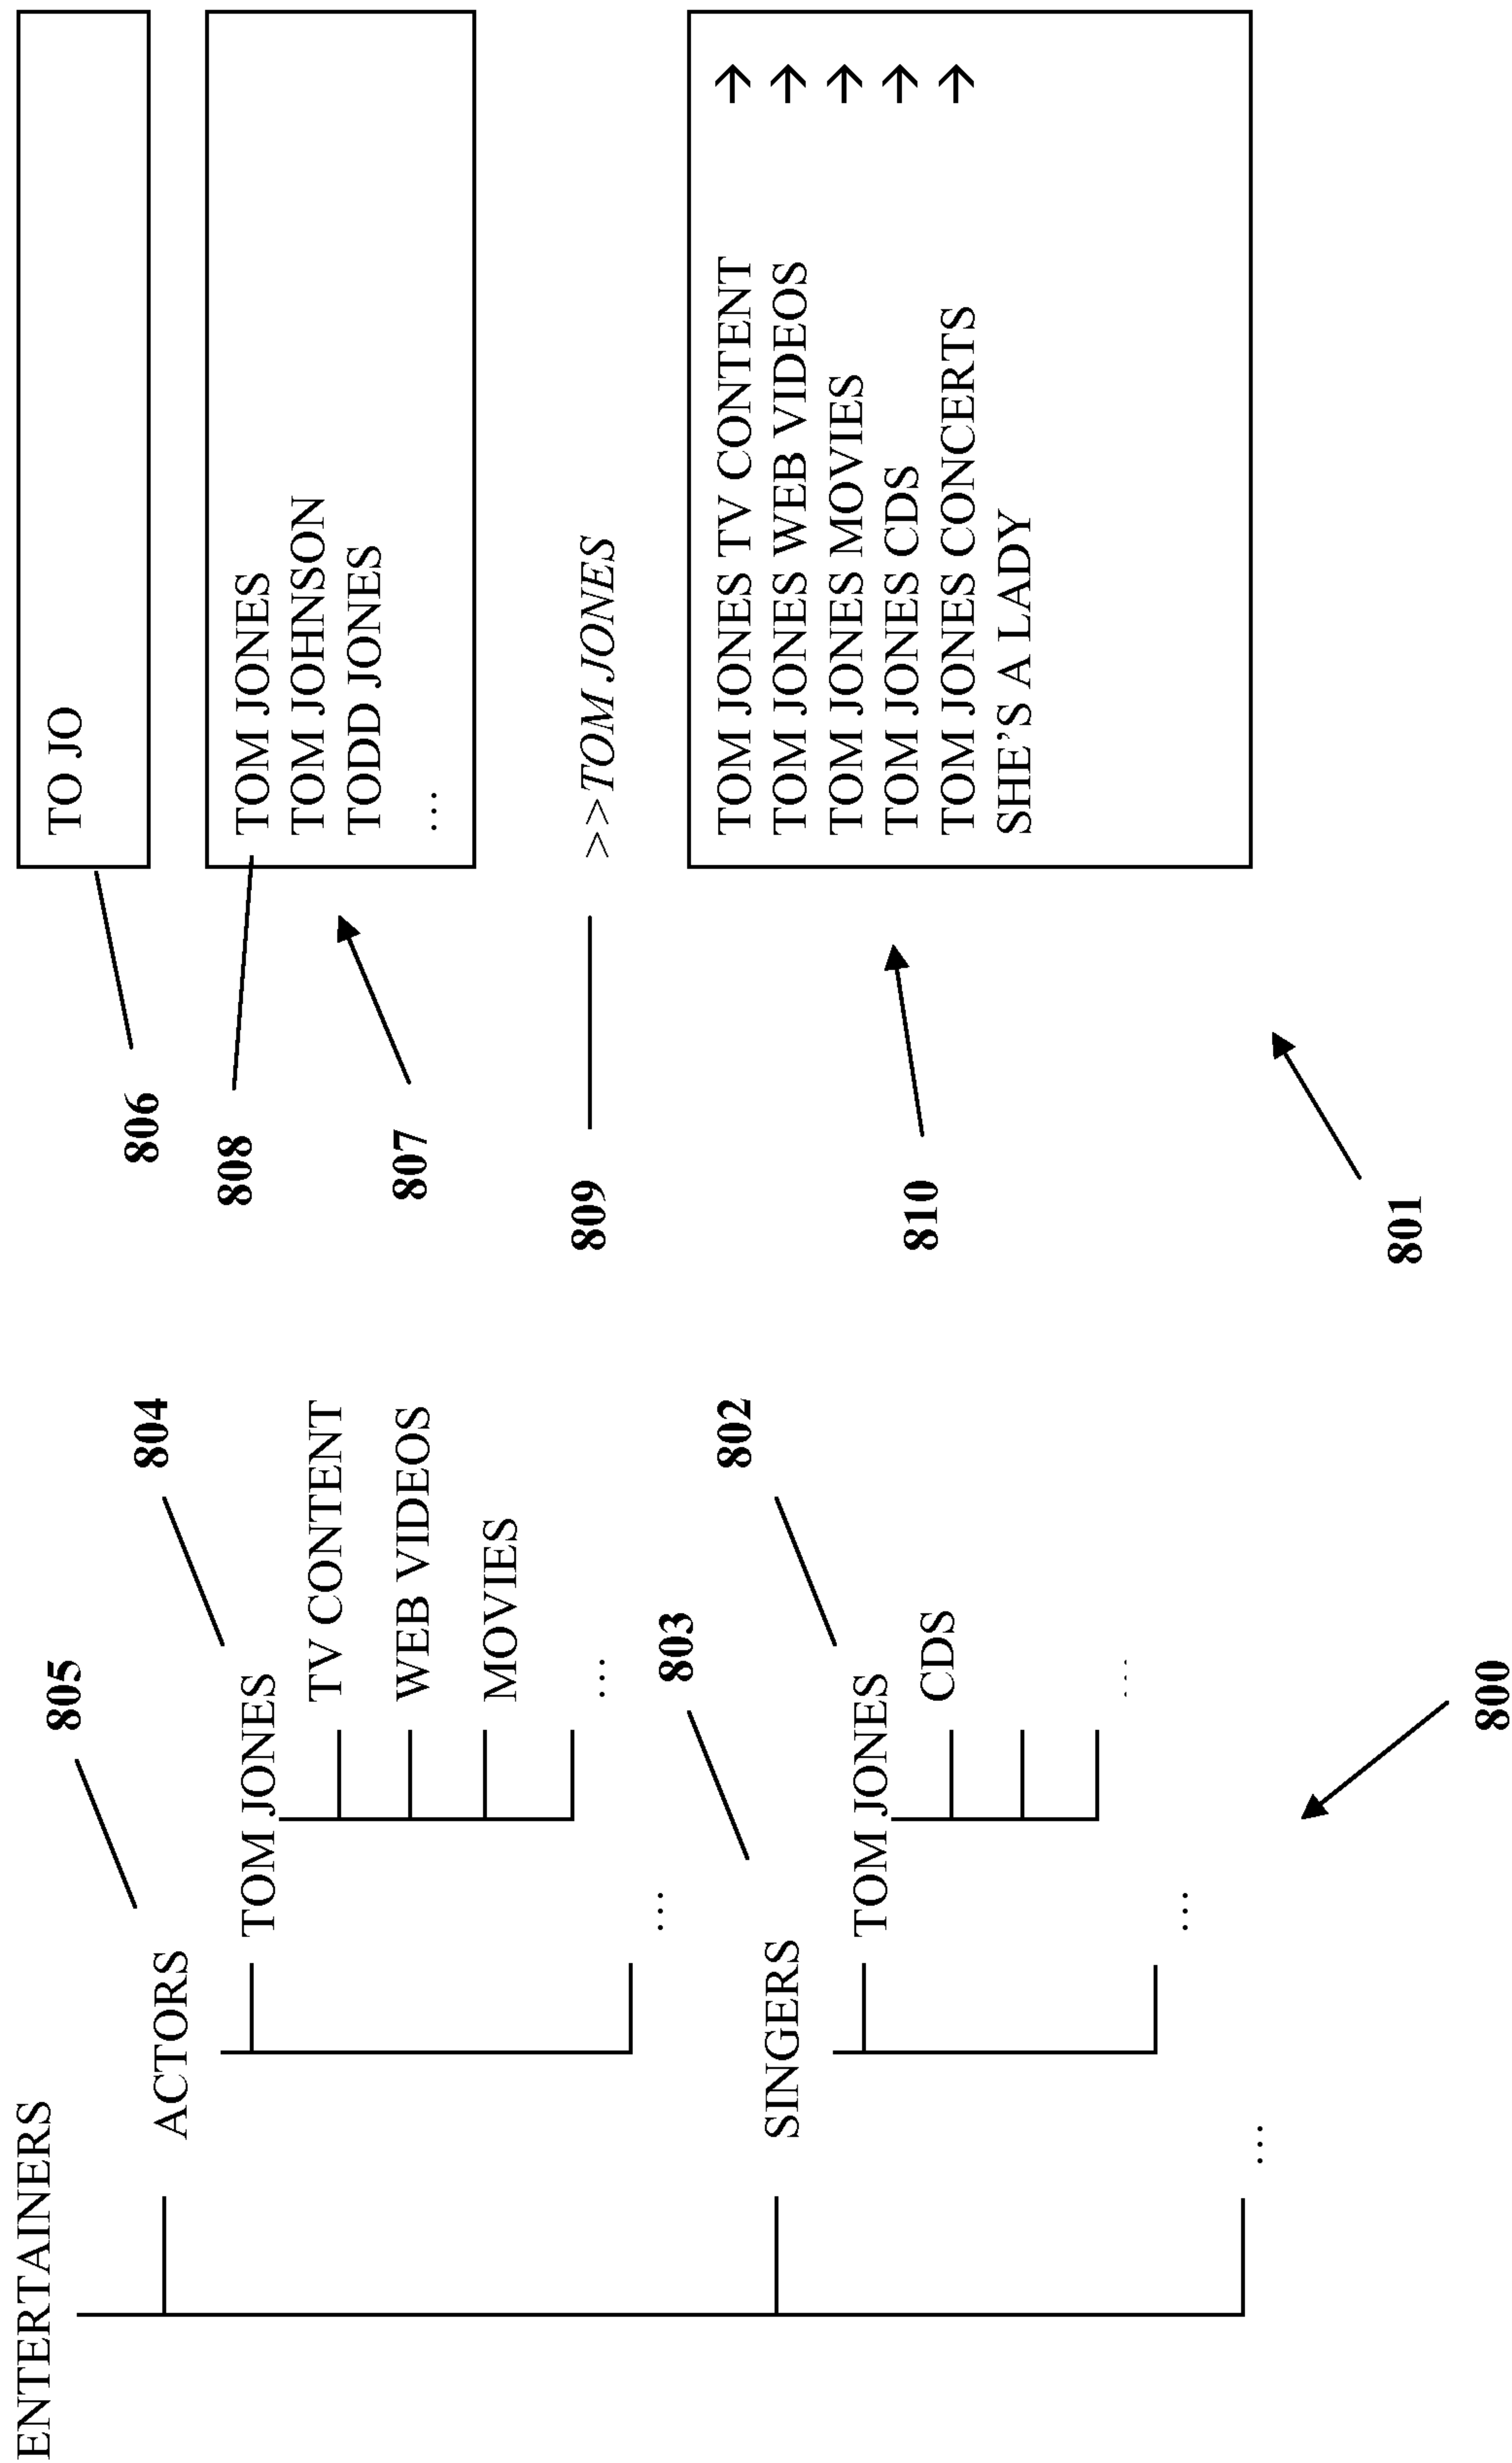 ENTERTAINERS
805
ACTORS
804
TOM JONES
TV CONTENT
WEB VIDEOS
MOVIES
...
...
803
SINGERS
802
TOM JONES
CDS
...
...
...
800
806
TO JO
808
TOM JONES
TOM JOHNSON
TODD JONES
...
807
809
>>TOM JONES
810
TOM JONES TV CONTENT →
TOM JONES WEB VIDEOS →
TOM JONES MOVIES →
TOM JONES CDS →
TOM JONES CONCERTS →
SHE’S A LADY
801